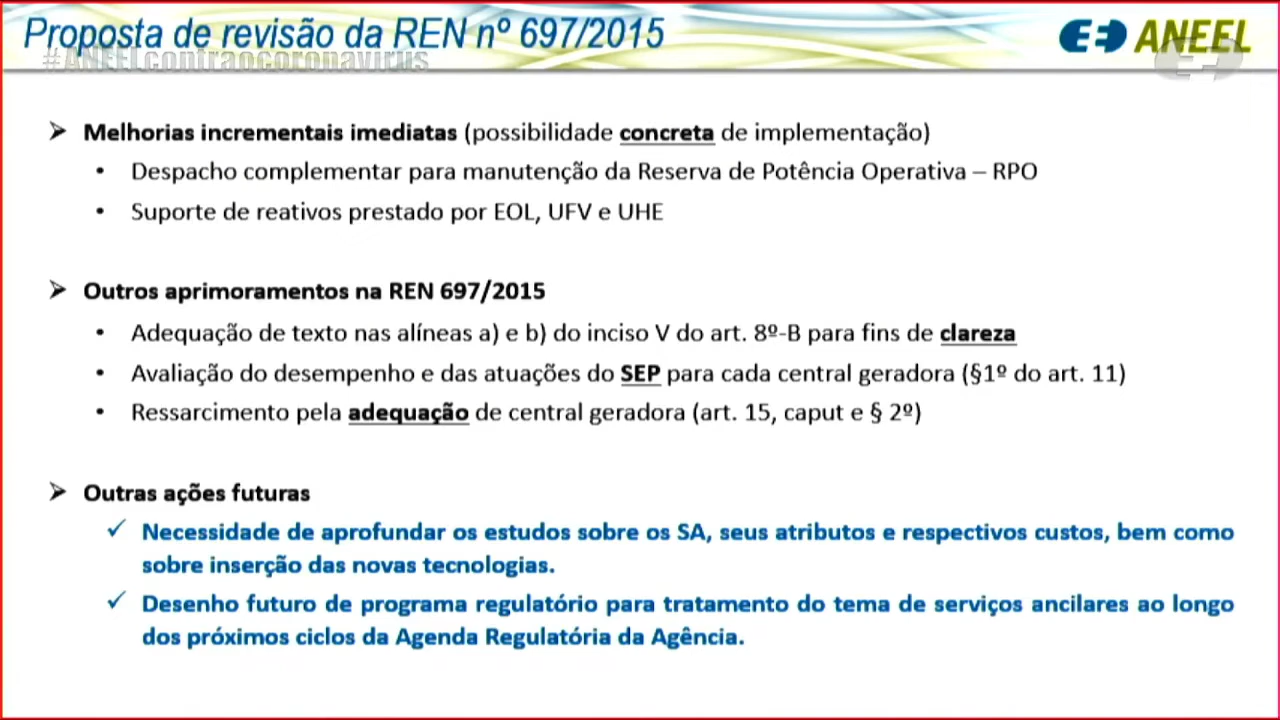 Proposta de revisão da REN nº 697/2015
ANEEL
#ANEELcontraocoronavirus
Melhorias incrementais imediatas (possibilidade concreta de implementação)
• Despacho complementar para manutenção da Reserva de Potência Operativa – RPO
• Suporte de reativos prestado por EOL, UFV e UHE
Outros aprimoramentos na REN 697/2015
• Adequação de texto nas alíneas a) e b) do inciso V do art. 8º-B para fins de clareza
• Avaliação do desempenho e das atuações do SEP para cada central geradora (§1º do art. 11)
• Ressarcimento pela adequação de central geradora (art. 15, caput e § 2º)
Outras ações futuras
Necessidade de aprofundar os estudos sobre os SA, seus atributos e respectivos custos, bem como
sobre inserção das novas tecnologias.
Desenho futuro de programa regulatório para tratamento do tema de serviços ancilares ao longo
dos próximos ciclos da Agenda Regulatória da Agência.